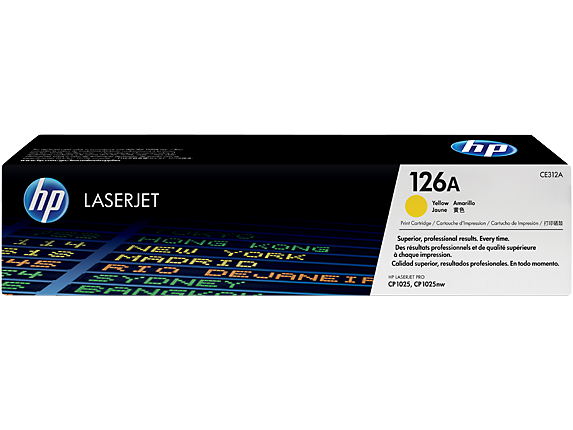 hp
CE312A
hp
LASERJET
126A
Yellow Amarillo
Jaune 黄色
Print Cartridge / Cartouche d'Impression / Cartucho de Impresión / 打印硒鼓
Superior, professional results. Every time.
Des résultats professionnels et de qualité supérieure
à chaque impression.
Calidad superior, resultados profesionales. En todo momento.
HP LASERJET PRO
CP1025, CP1025nw
114
HONG KONG
NEW YORK
MADRID
RIO DE JANEIRO
SYDNEY
BANGKOK